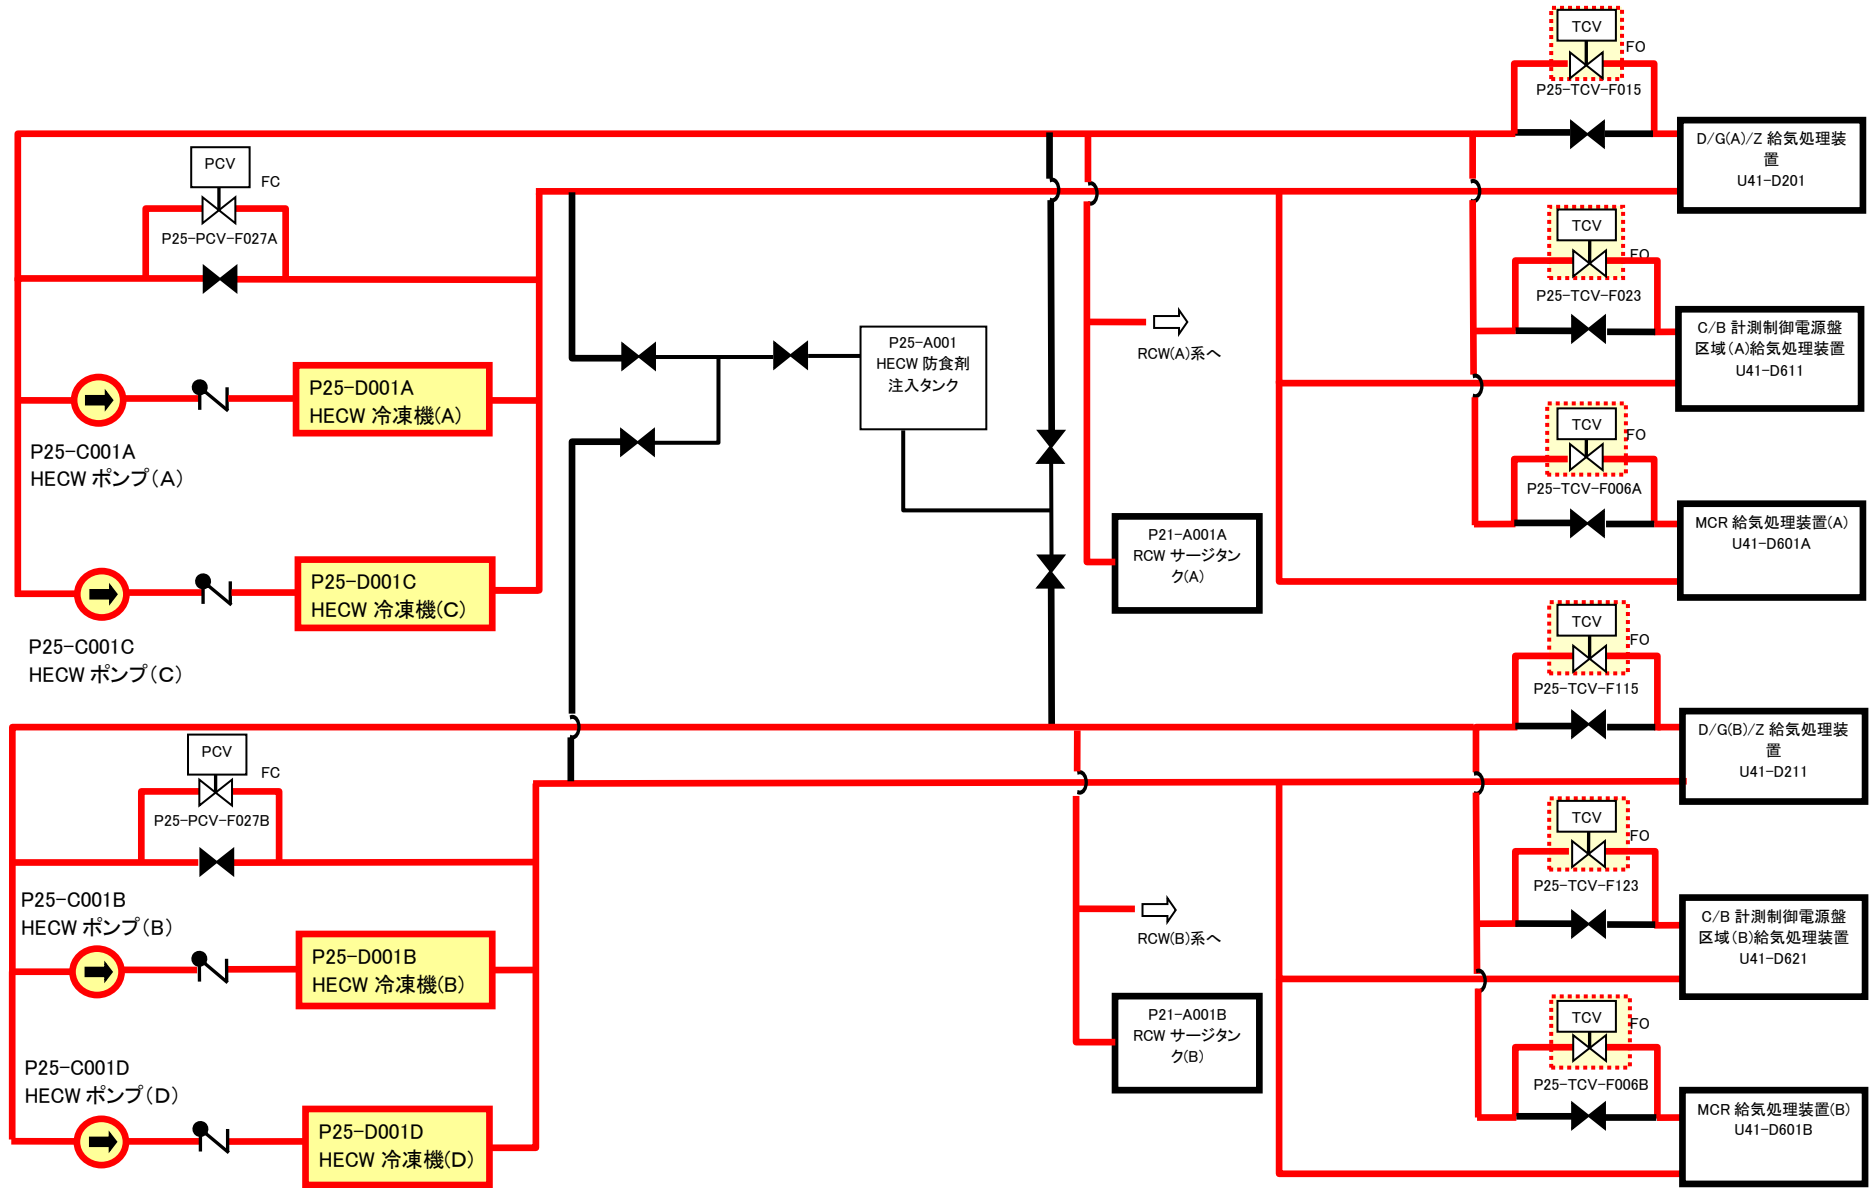 TCV
FO
P25-TCV-F015
D/G(A)/Z 給気処理装
置
U41-D201
PCV
FC
P25-PCV-F027A
TCV
FO
P25-TCV-F023
C/B 計測制御電源盤
区域(A)給気処理装置
U41-D611
P25-A001
HECW 防食剤
注入タンク
RCW(A)系へ
P25-D001A
HECW 冷凍機(A)
P25-C001A
HECW ポンプ(A)
TCV
FO
P25-TCV-F006A
MCR 給気処理装置(A)
U41-D601A
P21-A001A
RCW サージタン
ク(A)
P25-D001C
HECW 冷凍機(C)
P25-C001C
HECW ポンプ(C)
TCV
FO
P25-TCV-F115
D/G(B)/Z 給気処理装
置
U41-D211
PCV
FC
P25-PCV-F027B
TCV
FO
P25-TCV-F123
C/B 計測制御電源盤
区域(B)給気処理装置
U41-D621
P25-C001B
HECW ポンプ(B)
RCW(B)系へ
P25-D001B
HECW 冷凍機(B)
P21-A001B
RCW サージタン
ク(B)
TCV
FO
P25-TCV-F006B
MCR 給気処理装置(B)
U41-D601B
P25-C001D
HECW ポンプ(D)
P25-D001D
HECW 冷凍機(D)